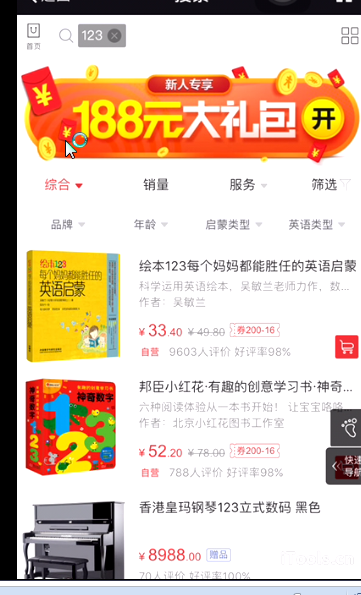 首页
123
新人专享
188元大礼包
开
综合
销量
服务
筛选
品牌
年龄
启蒙类型
英语类型
绘本123每个妈妈都能胜任的英语启蒙
科学运用英语绘本，吴敏兰老师力作，数...
作者：吴敏兰
¥33.40 ¥49.80 券200-16
自营 9603人评价 好评率98%
绘本123
每个妈妈都能胜任的
英语启蒙
邦臣小红花·有趣的创意学习书·神奇...
六种阅读体验从一本书开始！ 让宝宝咯咯
作者：北京小红花图书工作室
¥52.20 ¥78.00 券200-16
自营 788人评价 好评率98%
神奇数字
123
快速
导航
香港皇玛钢琴123立式数码 黑色
¥8988.00 赠品
70人评价 好评率100%